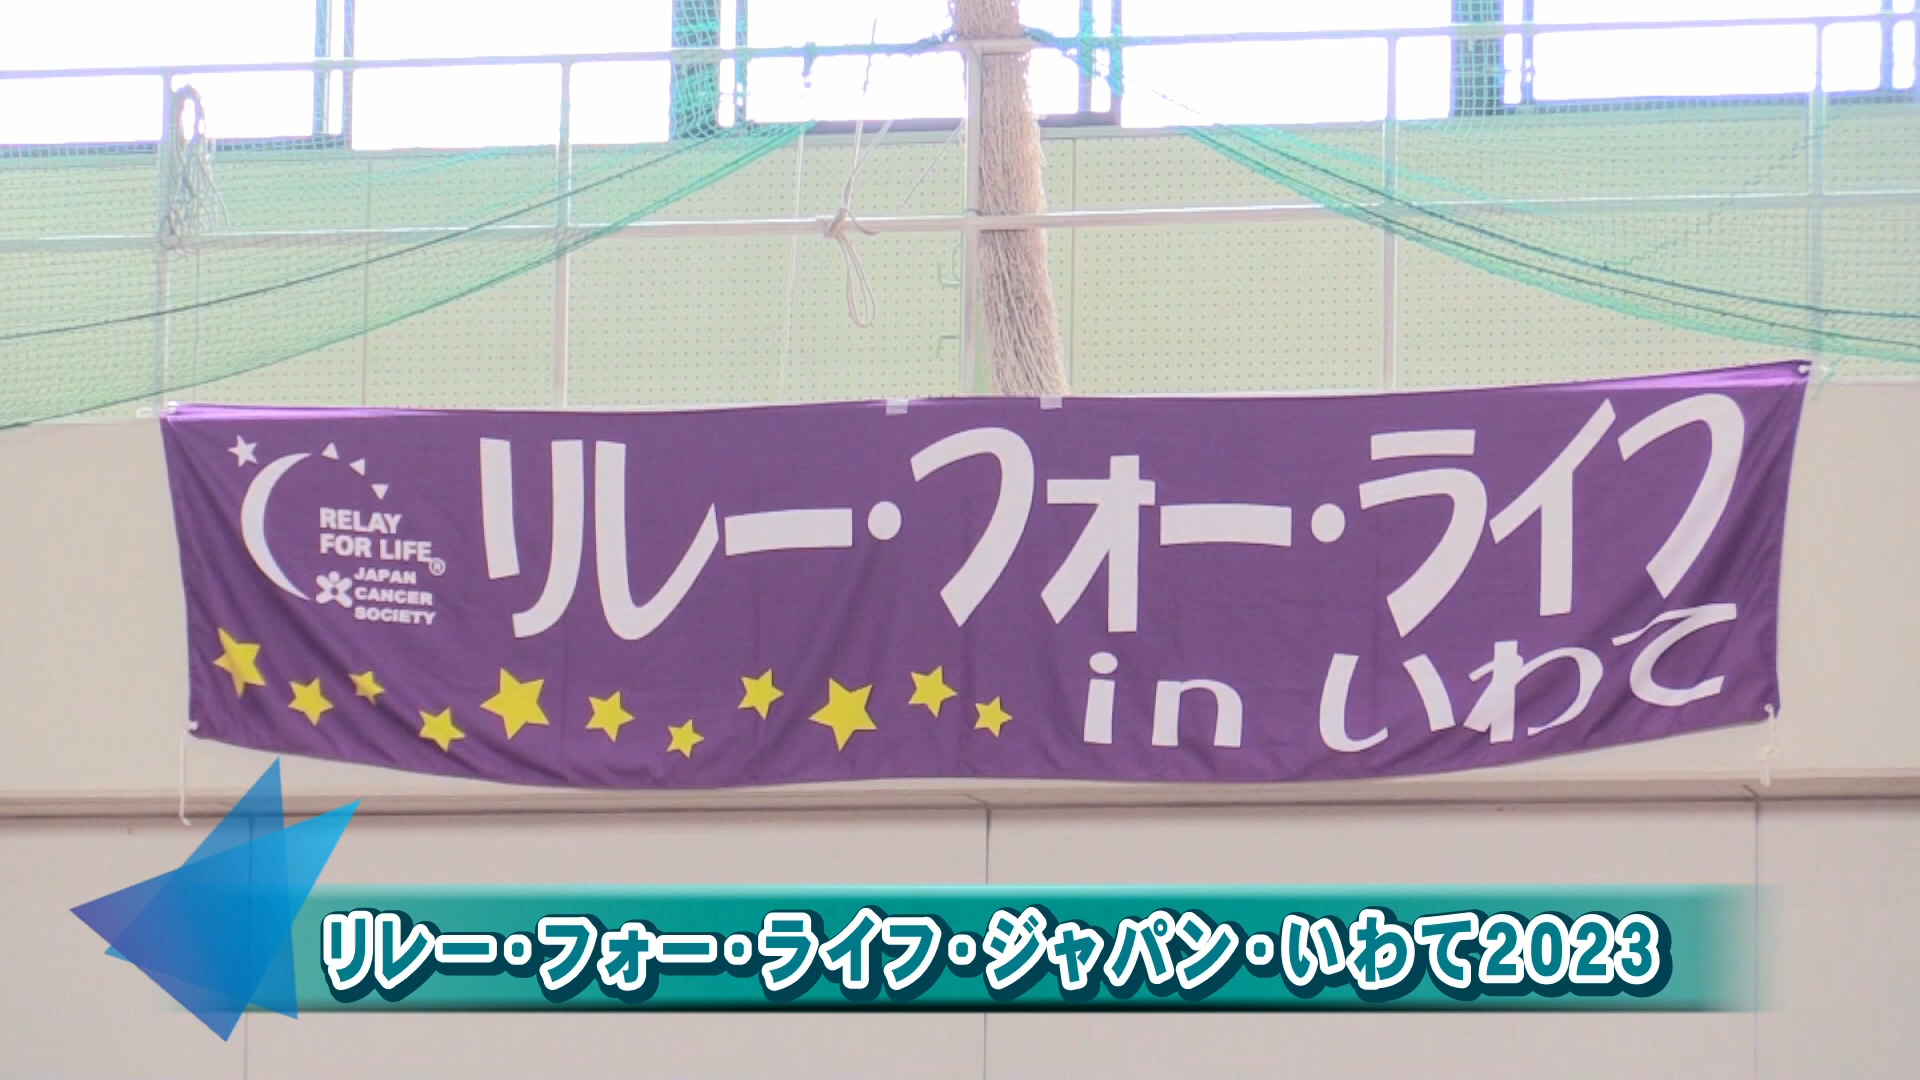 RELAY
FOR LIFE®
JAPAN
CANCER
SOCIETY
リレー・フォー・ライフ
in いわて
リレー・フォー・ライフ・ジャパン・いわて2023